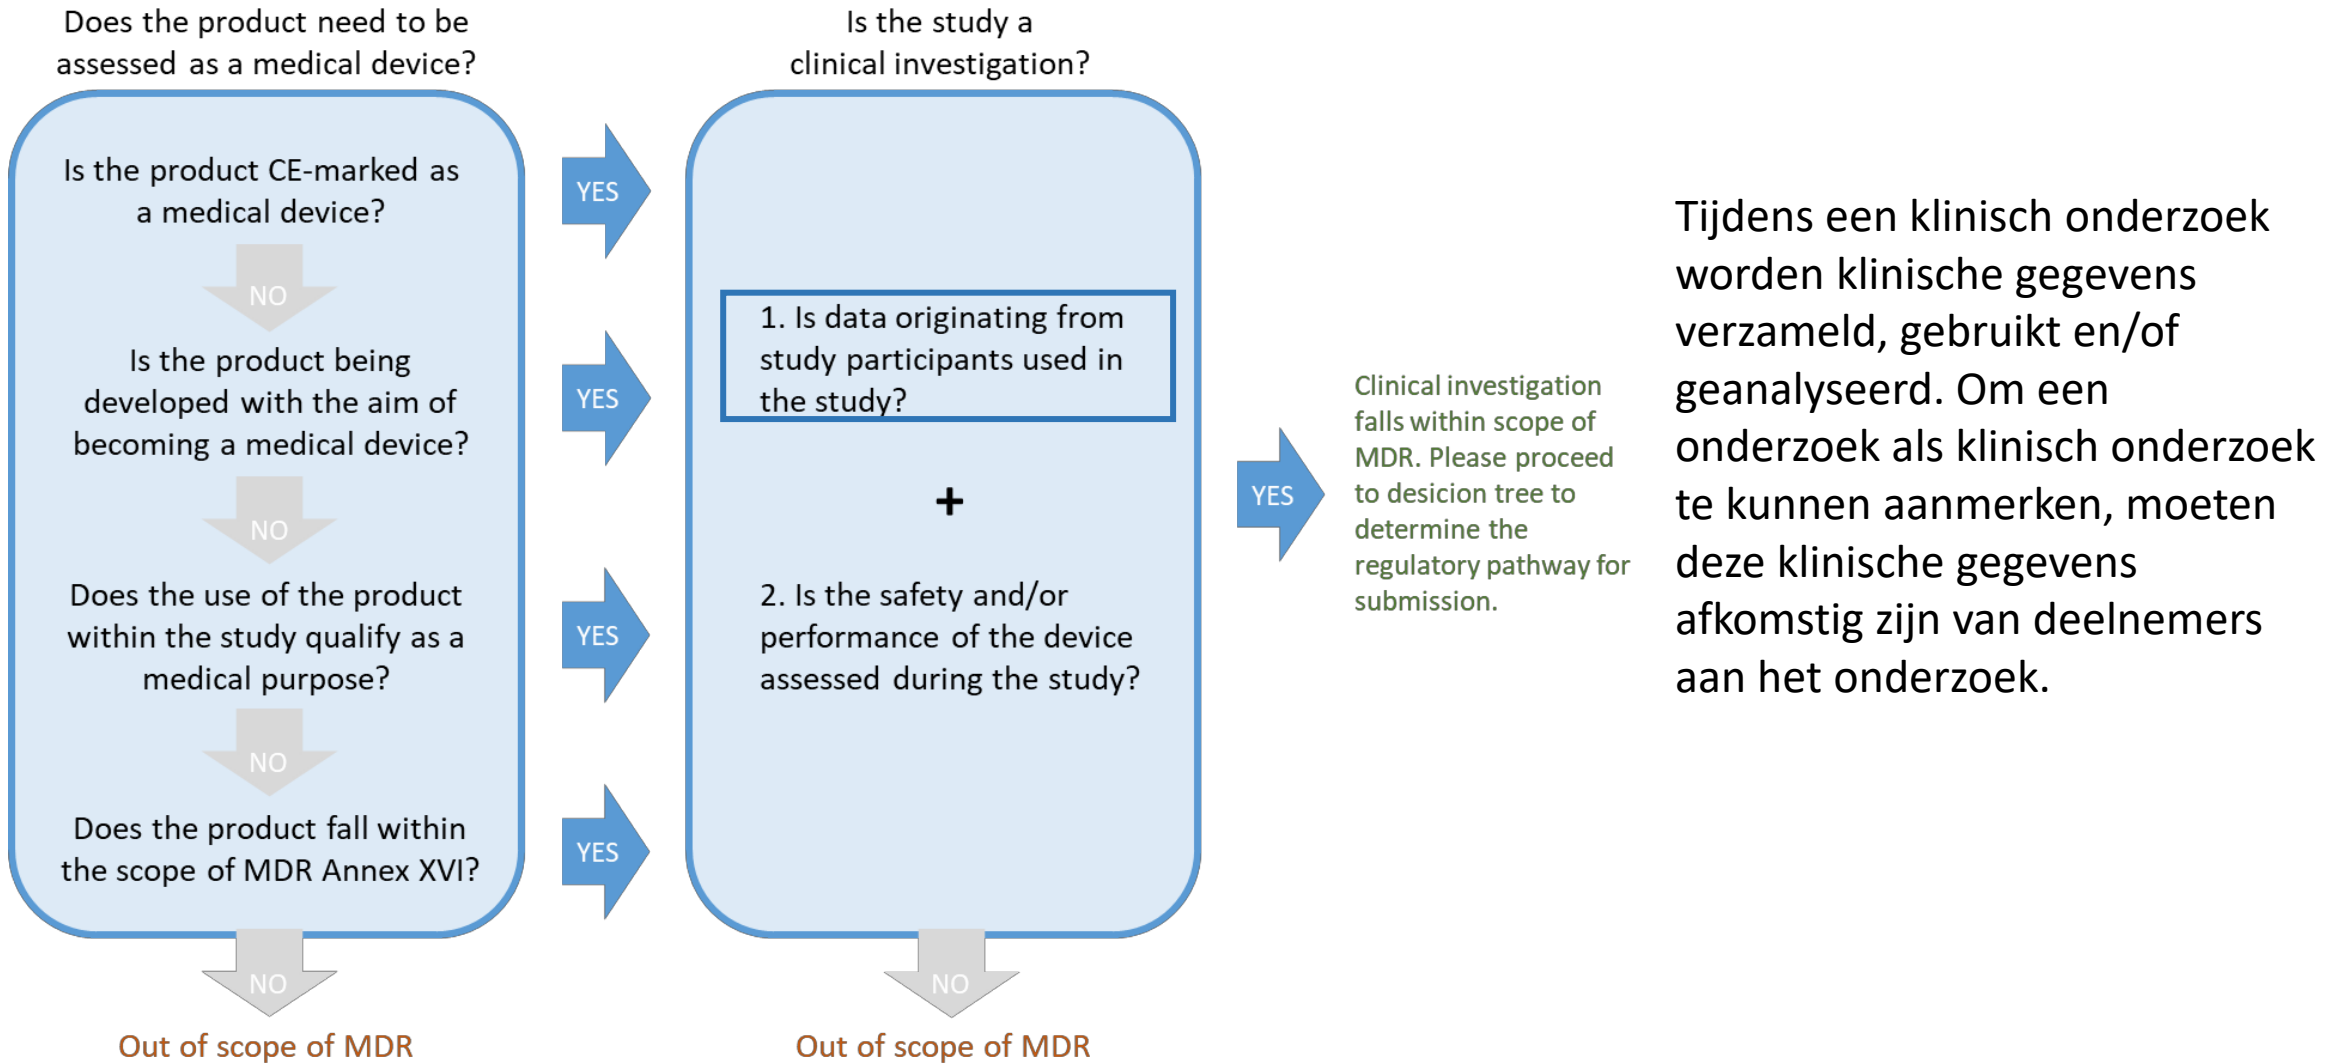 Does the product need to be
assessed as a medical device?
Is the product CE-marked as
a medical device?
NO
Is the product being
developed with the aim of
becoming a medical device?
NO
Does the use of the product
within the study qualify as a
medical purpose?
NO
Does the product fall within
the scope of MDR Annex XVI?
NO
Out of scope of MDR
YES
YES
YES
YES
Is the study a
clinical investigation?
1. Is data originating from
study participants used in
the study?
+
2. Is the safety and/or
performance of the device
assessed during the study?
NO
Out of scope of MDR
YES
Clinical investigation
falls within scope of
MDR. Please proceed
to desicion tree to
determine the
regulatory pathway for
submission.
Tijdens een klinisch onderzoek
worden klinische gegevens
verzameld, gebruikt en/of
geanalyseerd. Om een
onderzoek als klinisch onderzoek
te kunnen aanmerken, moeten
deze klinische gegevens
afkomstig zijn van deelnemers
aan het onderzoek.